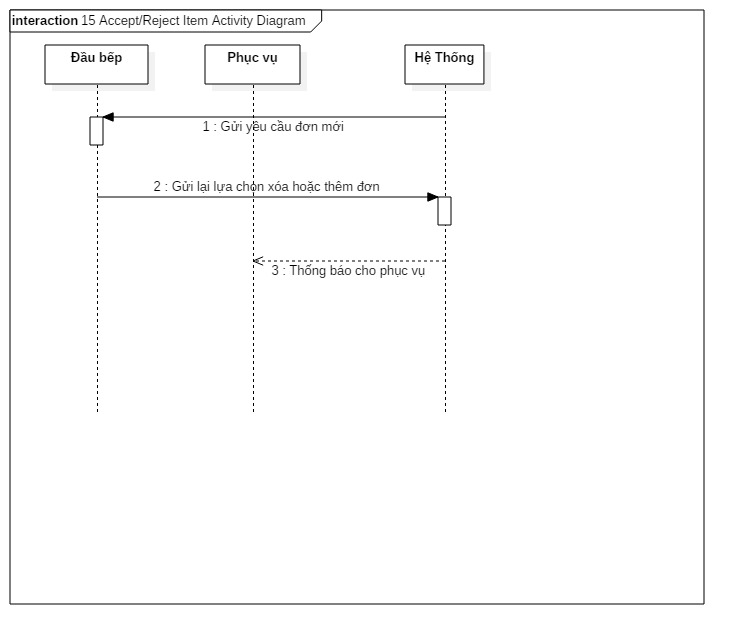 interaction 15 Accept/Reject Item Activity Diagram
Đầu bếp
Phục vụ
Hệ Thống
1 : Gửi yêu cầu đơn mới
2 : Gửi lại lựa chọn xóa hoặc thêm đơn
3 : Thống báo cho phục vụ